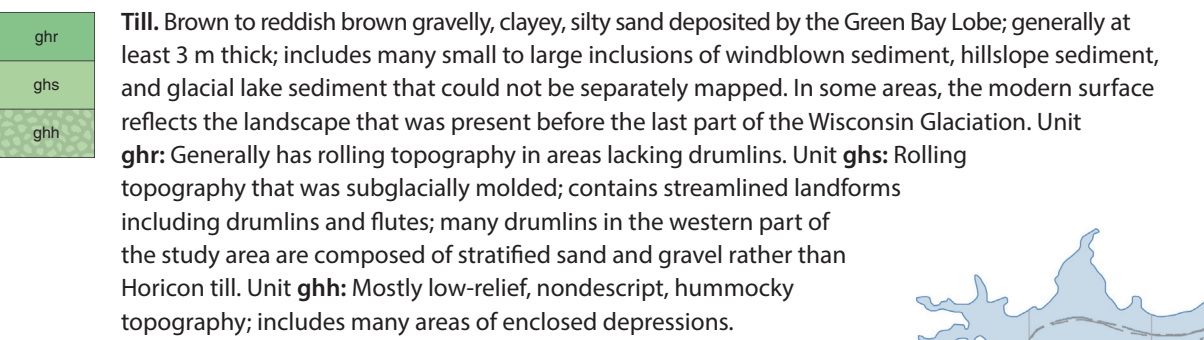 ghr
ghs
ghh
Till. Brown to reddish brown gravelly, clayey, silty sand deposited by the Green Bay Lobe; generally at
least 3 m thick; includes many small to large inclusions of windblown sediment, hillslope sediment,
and glacial lake sediment that could not be separately mapped. In some areas, the modern surface
reflects the landscape that was present before the last part of the Wisconsin Glaciation. Unit
ghr: Generally has rolling topography in areas lacking drumlins. Unit ghs: Rolling
topography that was subglacially molded; contains streamlined landforms
including drumlins and flutes; many drumlins in the western part of
the study area are composed of stratified sand and gravel rather than
Horicon till. Unit ghh: Mostly low-relief, nondescript, hummocky
topography; includes many areas of enclosed depressions.